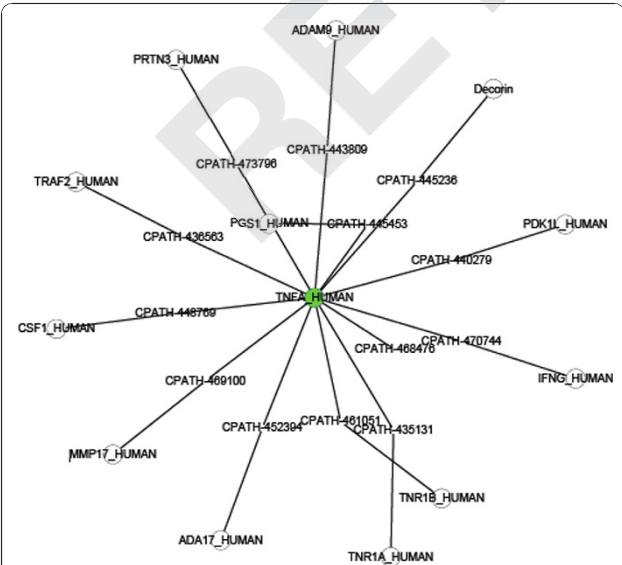 ADAM9_HUMAN
PRTN3_HUMAN
Decorin
CPATH-443809
CPATH-473796
TRAF2_HUMAN
CPATH-445236
PGS1_HUMAN
CPATH-445453
PDK1L_HUMAN
CPATH-436563
CPATH-440279
TNFA_HUMAN
CPATH-448769
CSF1_HUMAN
CPATH-470744
CPATH-468476
CPATH-469100
IFNG_HUMAN
CPATH-461051
CPATH-452394
CPATH-435131
MMP17_HUMAN
TNR1B_HUMAN
ADA17_HUMAN
TNR1A_HUMAN